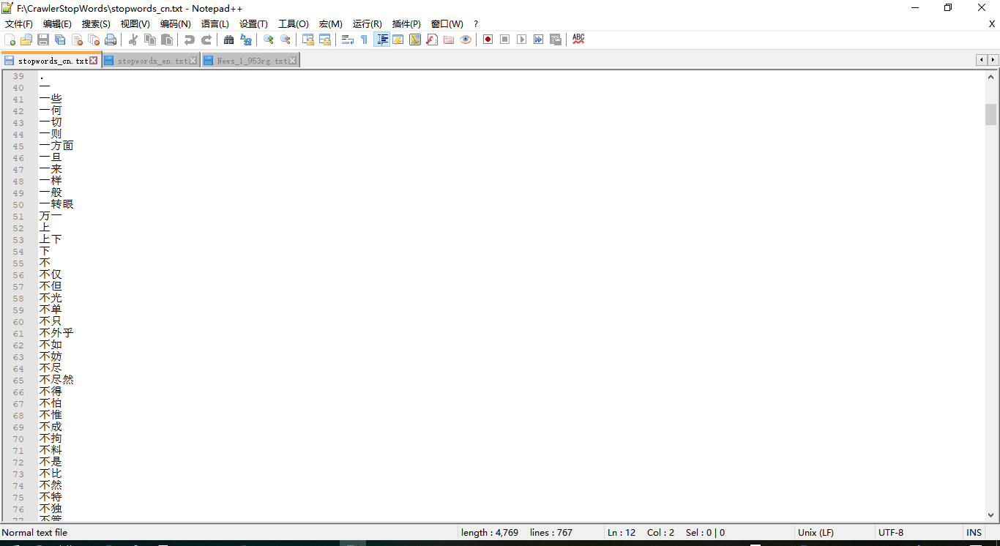 F:\CrawlerStopWords\stopwords_cn.txt - Notepad++
文件(F) 编辑(E) 搜索(S) 视图(V) 编码(N) 语言(L) 设置(T) 工具(O) 宏(M) 运行(R) 插件(P) 窗口(W) ? X
ABC
stopwords_cn.txt stopwords_en.txt News_1_953rg.txt
39 .
40 一
41 一些
42 一何
43 一切
44 一则
45 一方面
46 一旦
47 一来
48 一样
49 一般
50 一转眼
51 万一
52 上
53 上下
54 下
55 不
56 不仅
57 不但
58 不光
59 不单
60 不只
61 不外乎
62 不如
63 不妨
64 不尽
65 不尽然
66 不得
67 不怕
68 不惟
69 不成
70 不拘
71 不料
72 不是
73 不比
74 不然
75 不特
76 不独
77 不管
Normal text file length : 4,769 lines : 767 Ln : 12 Col : 2 Sel : 0 | 0 Unix (LF) UTF-8 INS